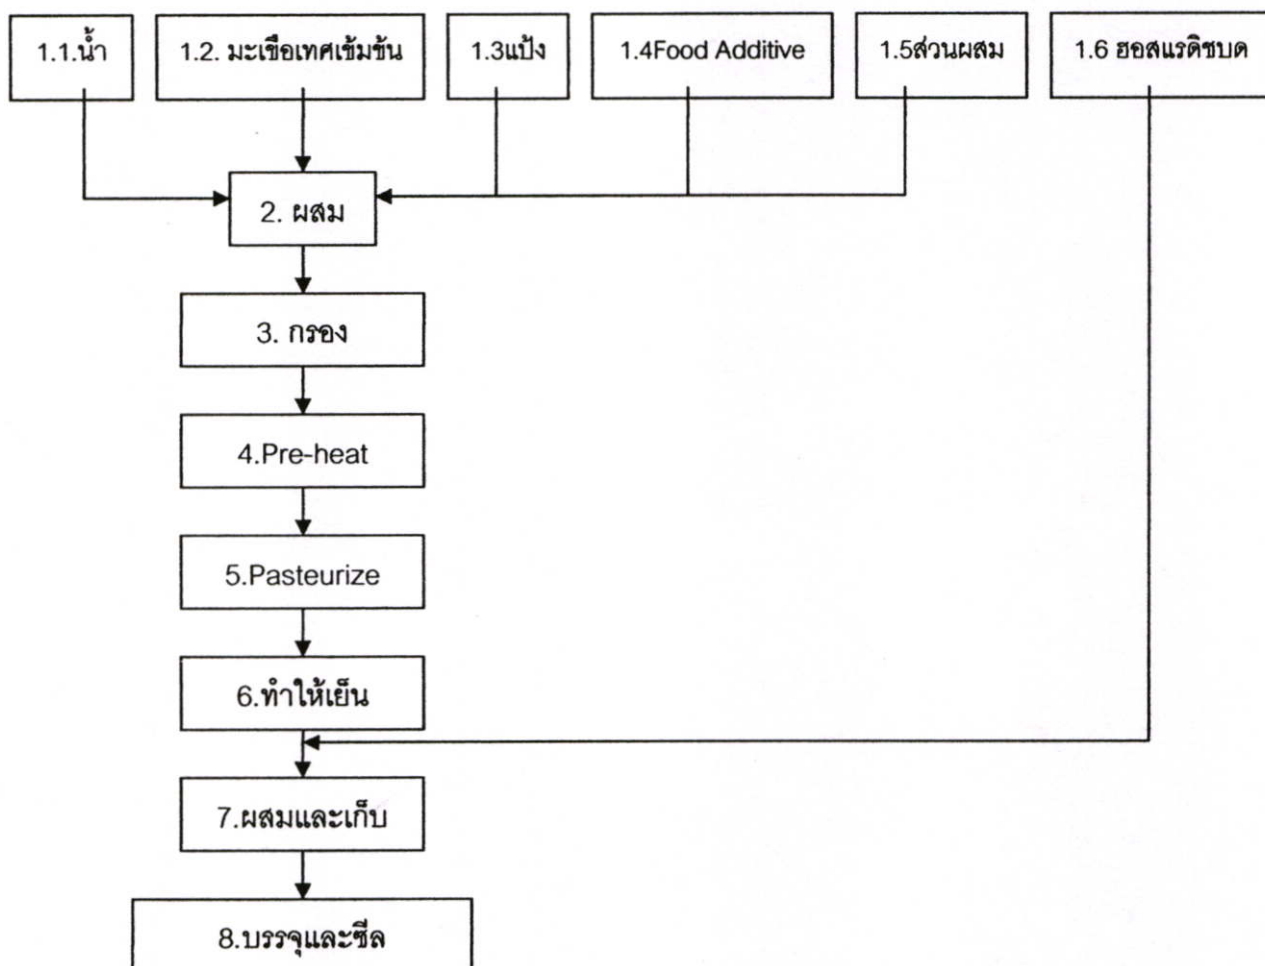 1.1.น้ำ
1.2. มะเขือเทศเข้มข้น
1.3แป้ง
1.4Food Additive
1.5ส่วนผสม
1.6 ฮอสแรดิชบด
2. ผสม
3. กรอง
4.Pre-heat
5.Pasteurize
6.ทำให้เย็น
7.ผสมและเก็บ
8.บรรจุและซีล